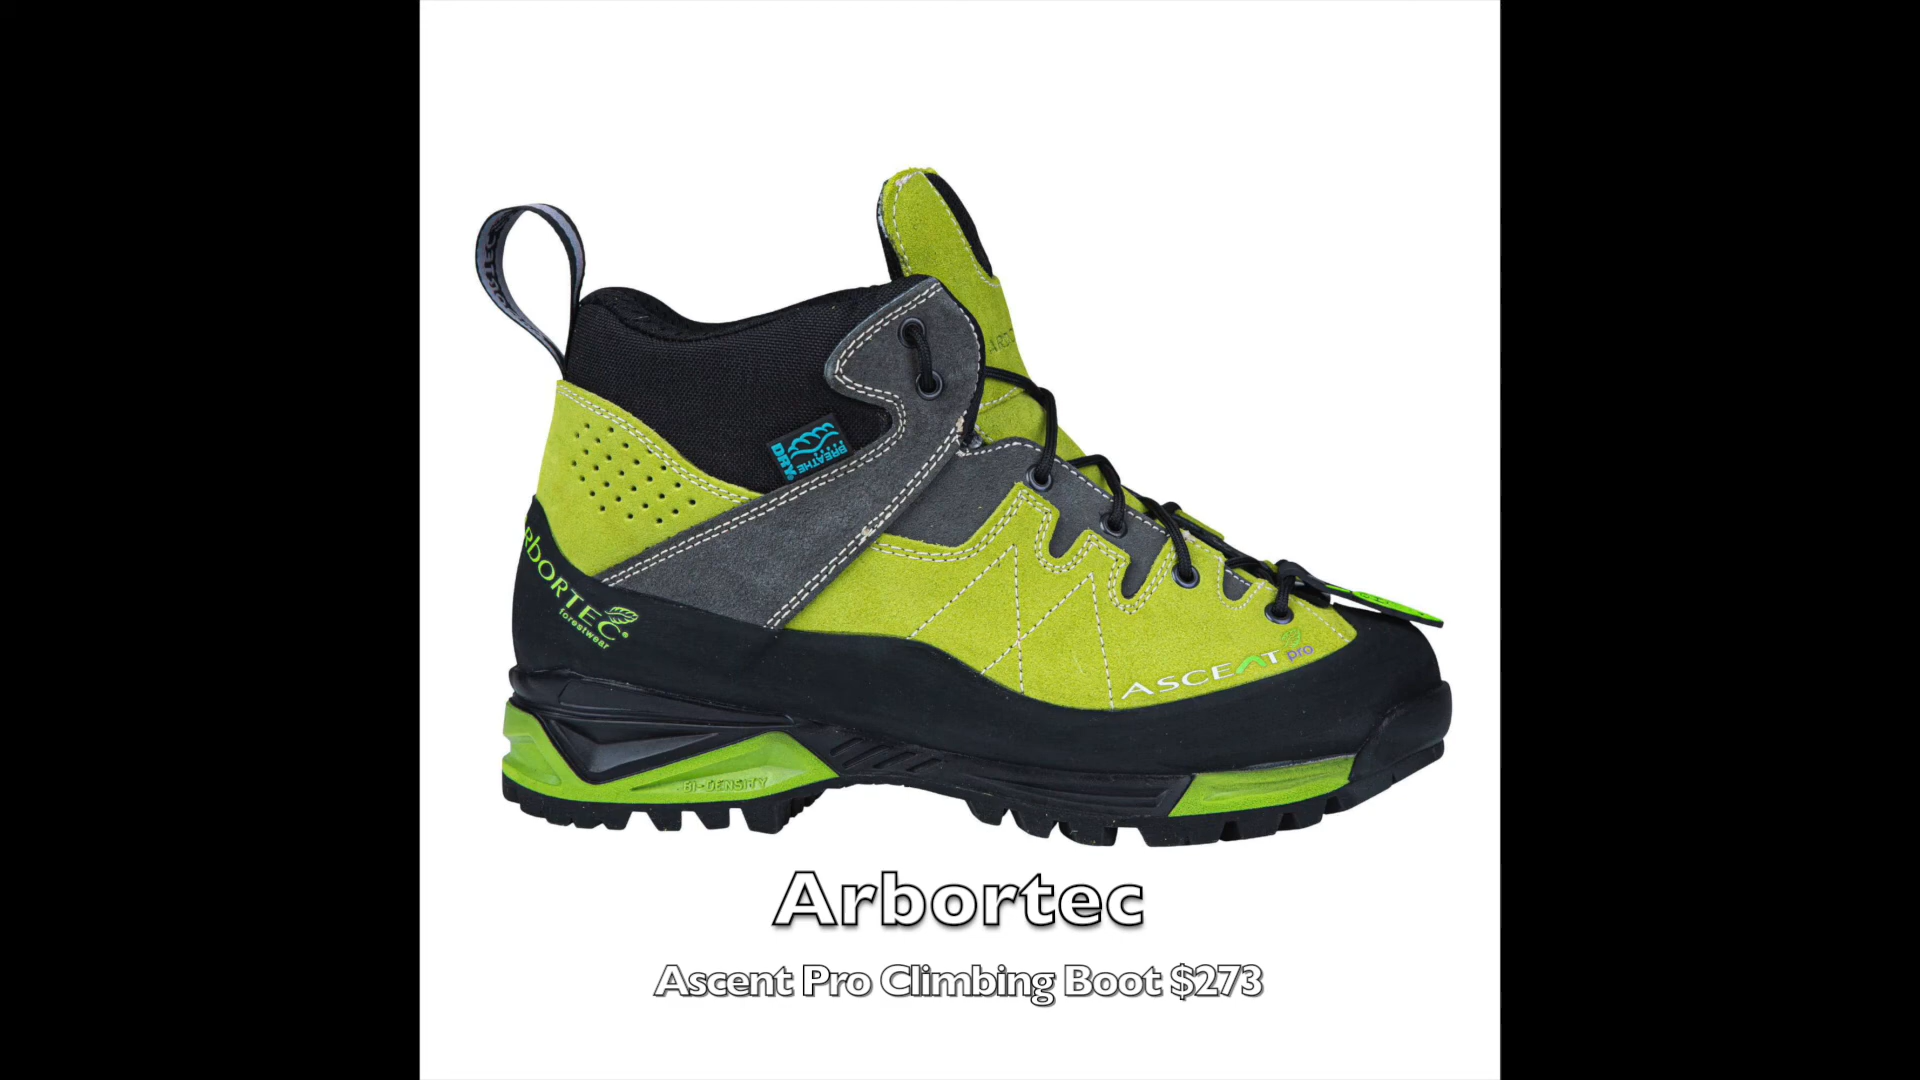 BREATHE
DRY
ARBORTEC
forestwear
ASCENT pro
BI-DENSITY
Arbortec
Ascent Pro Climbing Boot $273